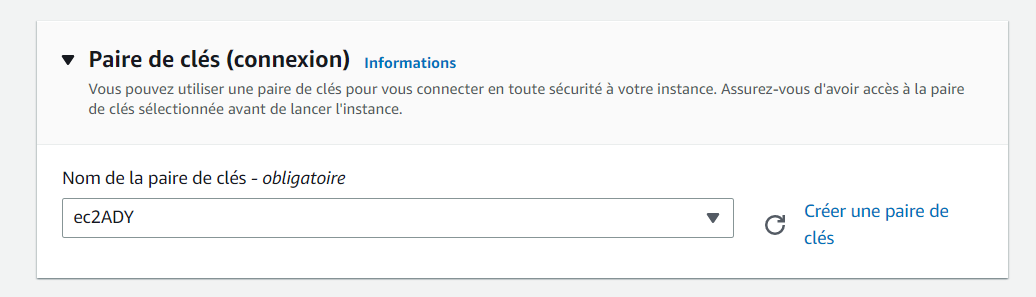 Paire de clés (connexion) Informations
Vous pouvez utiliser une paire de clés pour vous connecter en toute sécurité à votre instance. Assurez-vous d'avoir accès à la paire
de clés sélectionnée avant de lancer l'instance.
Nom de la paire de clés - obligatoire
ec2ADY
Créer une paire de
clés